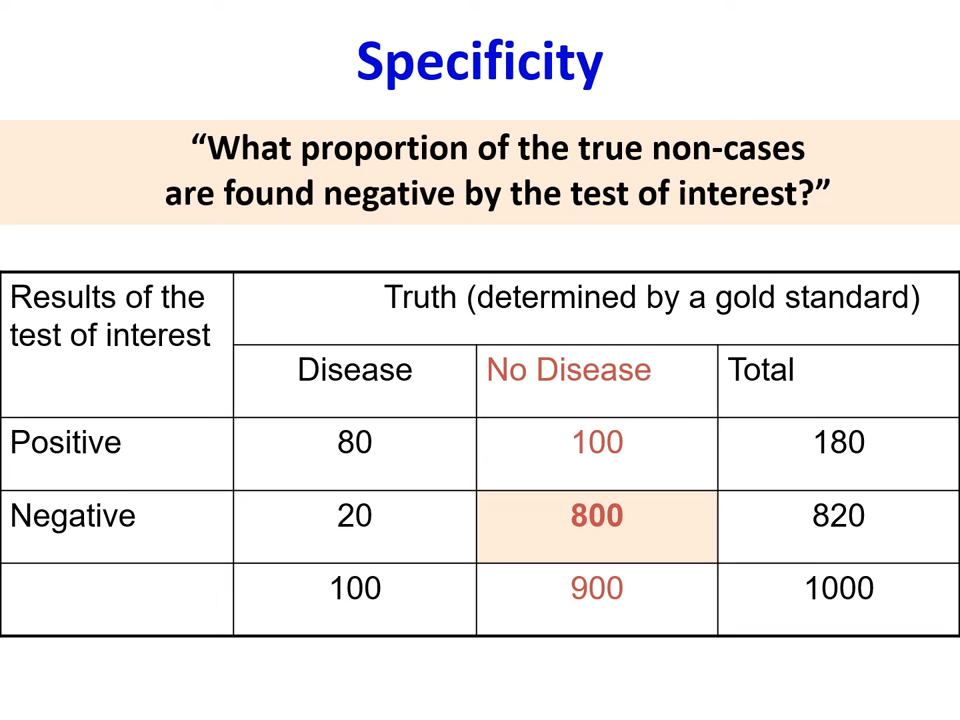 Specificity
“What proportion of the true non-cases
are found negative by the test of interest?”
Results of the
test of interest
Truth (determined by a gold standard)
Disease No Disease Total
Positive 80 100 180
Negative 20 800 820
100 900 1000